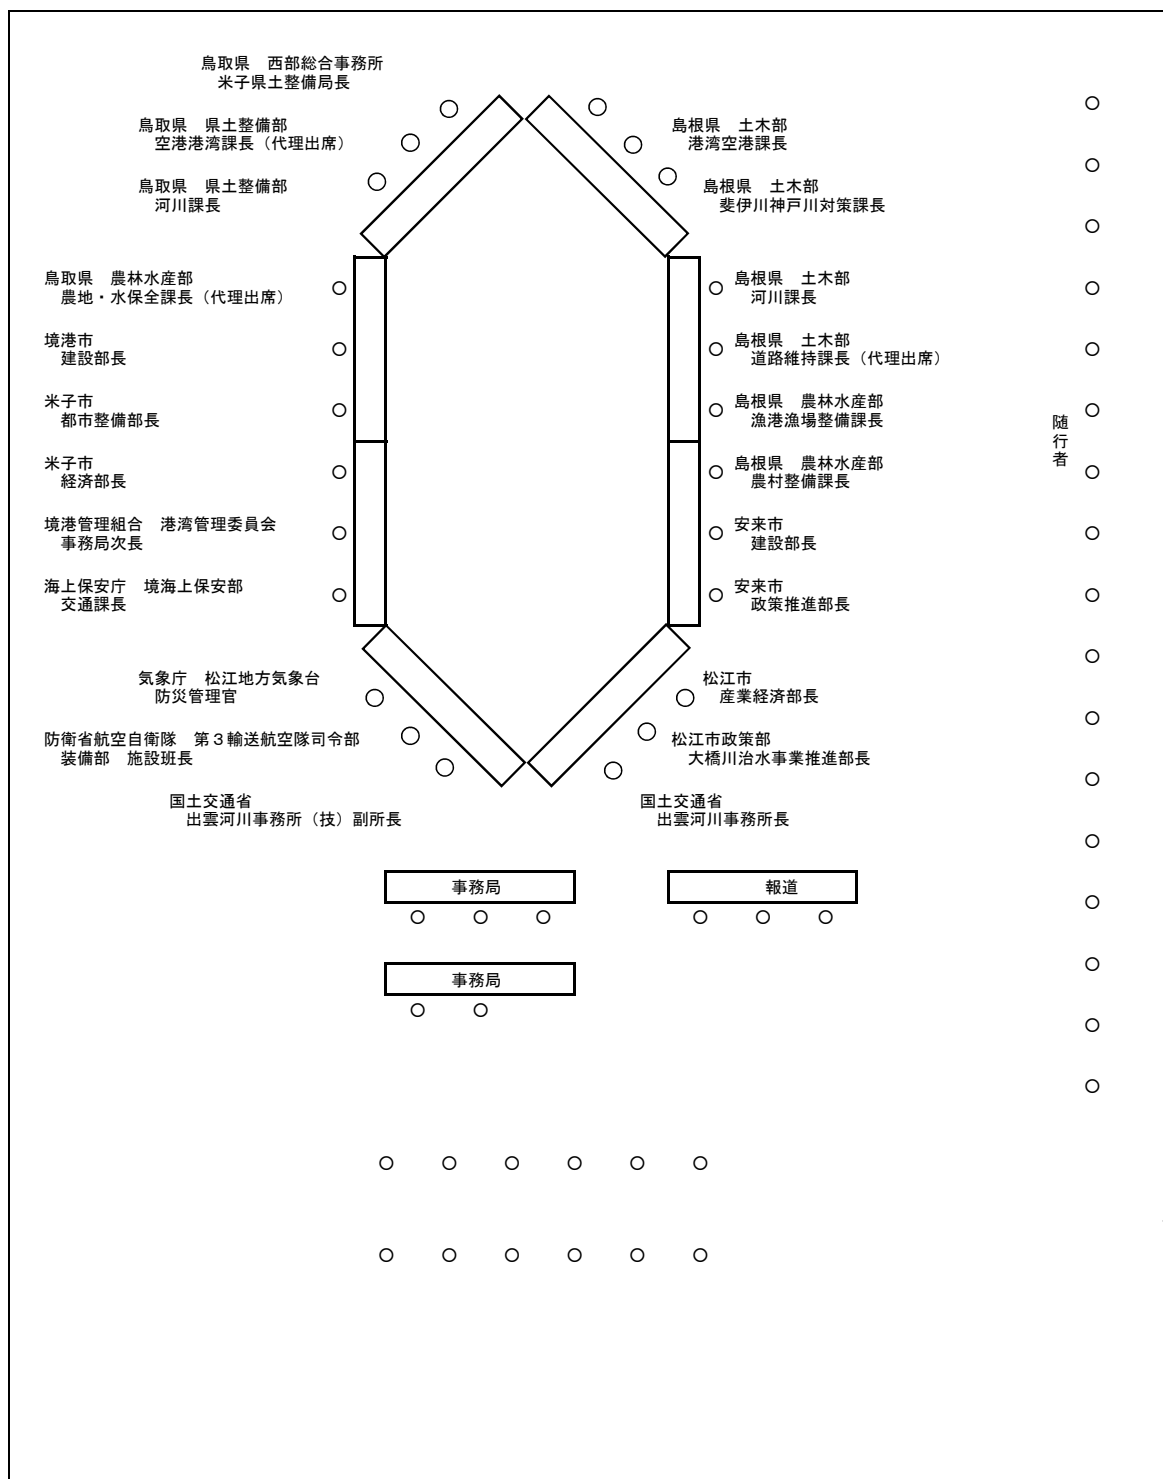 鳥取県　西部総合事務所
米子県土整備局長
鳥取県　県土整備部
空港港湾課長（代理出席）
鳥取県　県土整備部
河川課長
鳥取県　農林水産部
農地・水保全課長（代理出席）
境港市
建設部長
米子市
都市整備部長
米子市
経済部長
境港管理組合　港湾管理委員会
事務局次長
海上保安庁　境海上保安部
交通課長
気象庁　松江地方気象台
防災管理官
防衛省航空自衛隊　第３輸送航空隊司令部
装備部　施設班長
国土交通省
出雲河川事務所（技）副所長
島根県　土木部
港湾空港課長
島根県　土木部
斐伊川神戸川対策課長
島根県　土木部
河川課長
島根県　土木部
道路維持課長（代理出席）
島根県　農林水産部
漁港漁場整備課長
島根県　農林水産部
農村整備課長
安来市
建設部長
安来市
政策推進部長
松江市
産業経済部長
松江市政策部
大橋川治水事業推進部長
国土交通省
出雲河川事務所長
随行者
事務局
報道
事務局